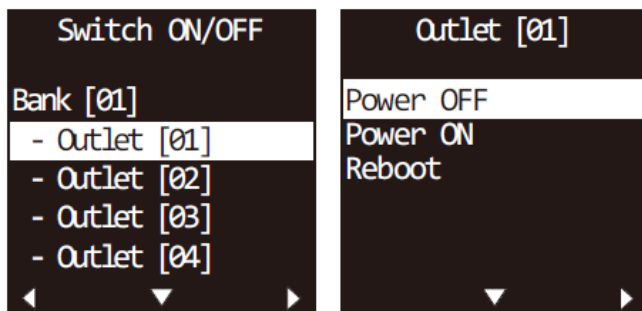 Switch ON/OFF
Bank [01]
- Outlet [01]
- Outlet [02]
- Outlet [03]
- Outlet [04]
Outlet [01]
Power OFF
Power ON
Reboot